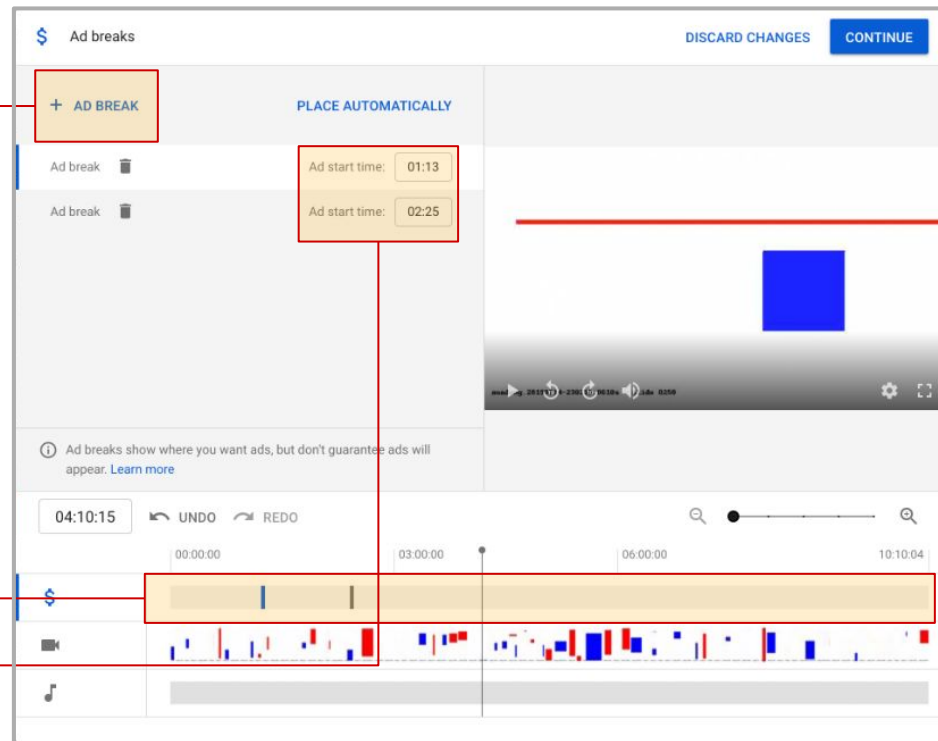 $ Ad breaks
DISCARD CHANGES
CONTINUE
+ AD BREAK
PLACE AUTOMATICALLY
Ad break
Ad start time: 01:13
Ad break
Ad start time: 02:25
Ad breaks show where you want ads, but don't guarantee ads will
appear. Learn more
04:10:15
UNDO
REDO
00:00:00
03:00:00
06:00:00
10:10:04
$